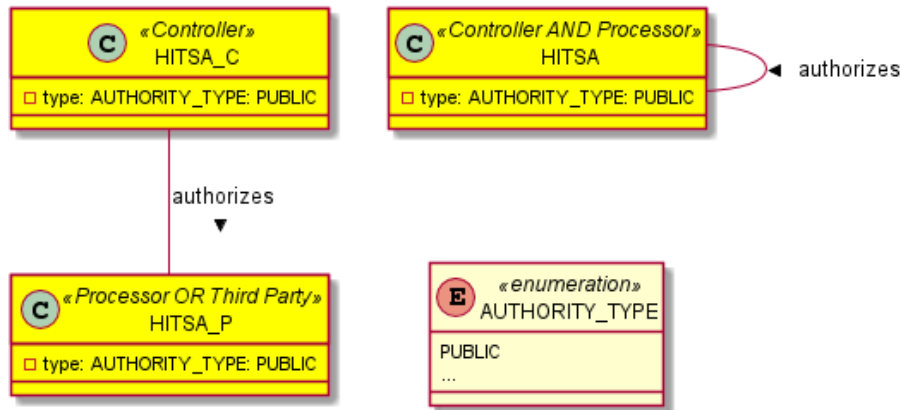 C «Controller»
HITSA_C
type: AUTHORITY_TYPE: PUBLIC
C «Controller AND Processor»
HITSA
type: AUTHORITY_TYPE: PUBLIC
authorizes
authorizes
C «Processor OR Third Party»
HITSA_P
type: AUTHORITY_TYPE: PUBLIC
E «enumeration»
AUTHORITY_TYPE
PUBLIC
...